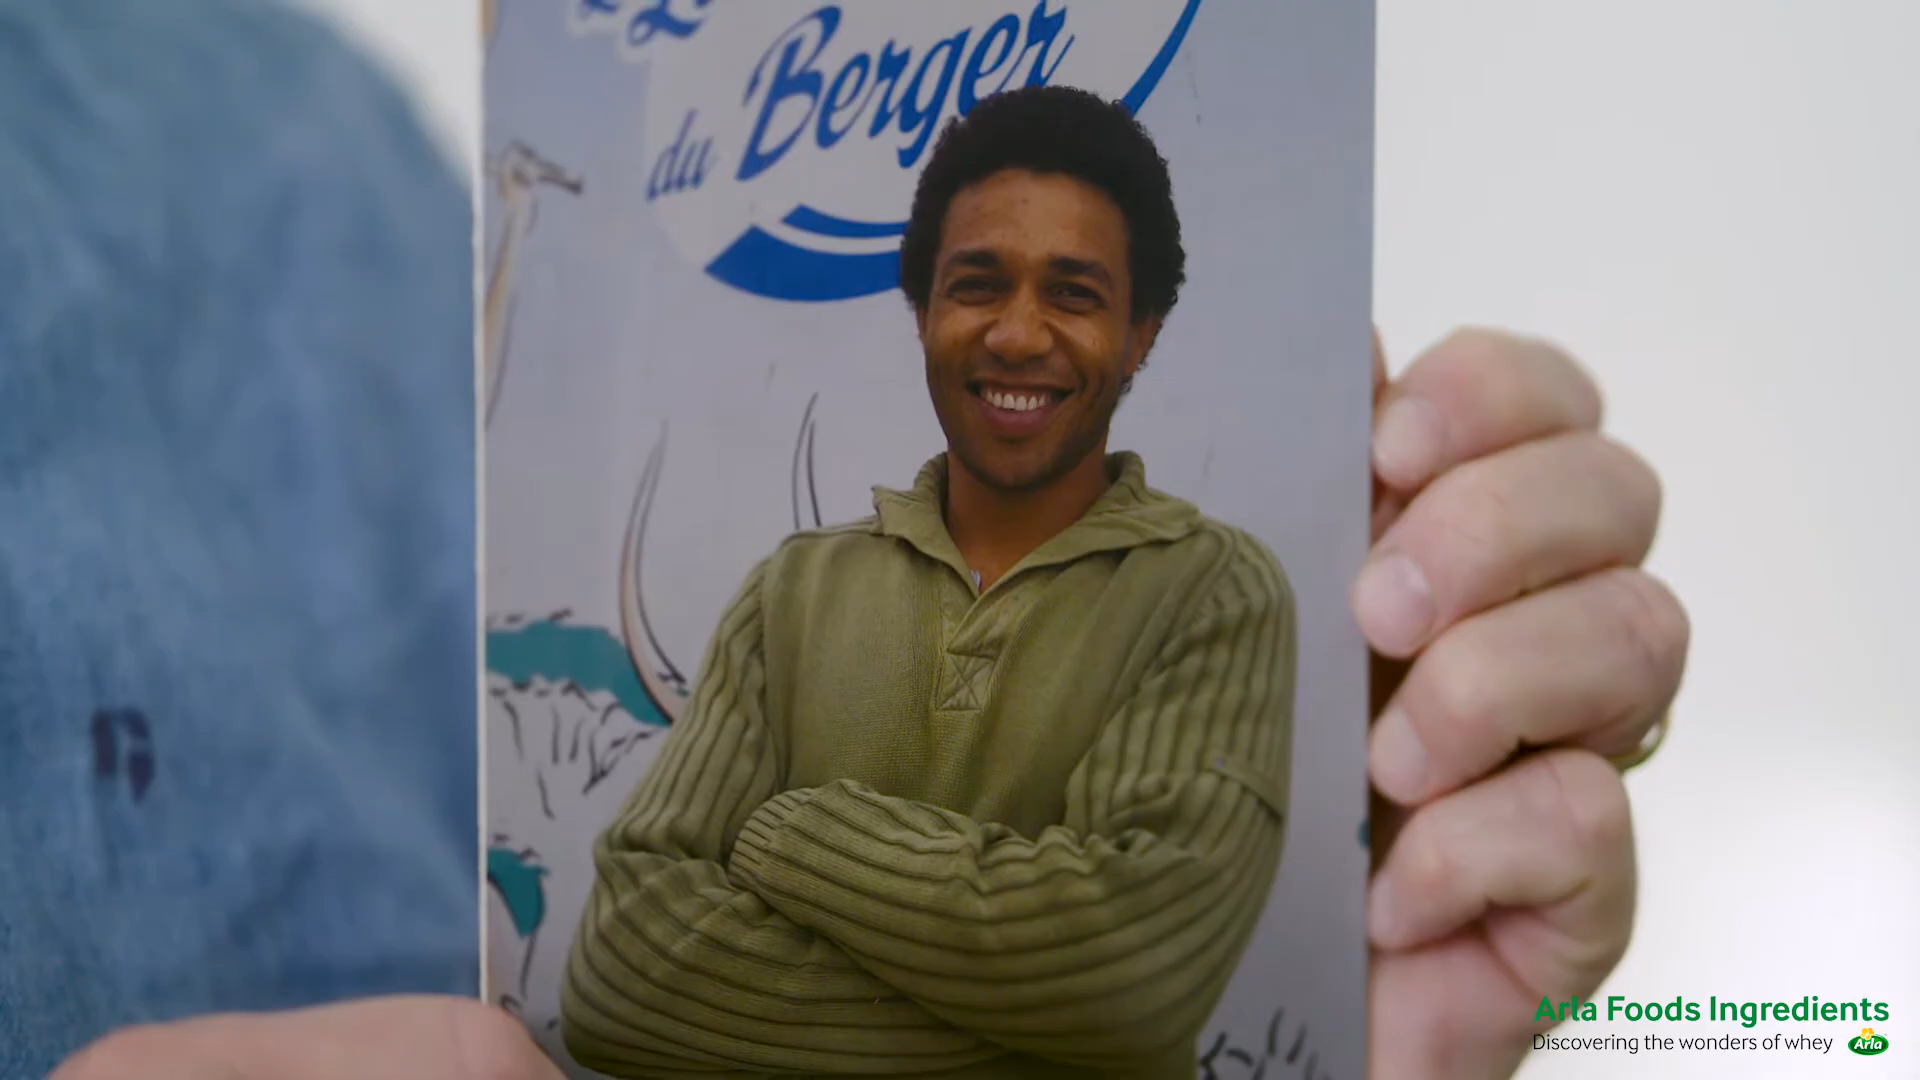 du Berger
Arla Foods Ingredients
Discovering the wonders of whey
Arla